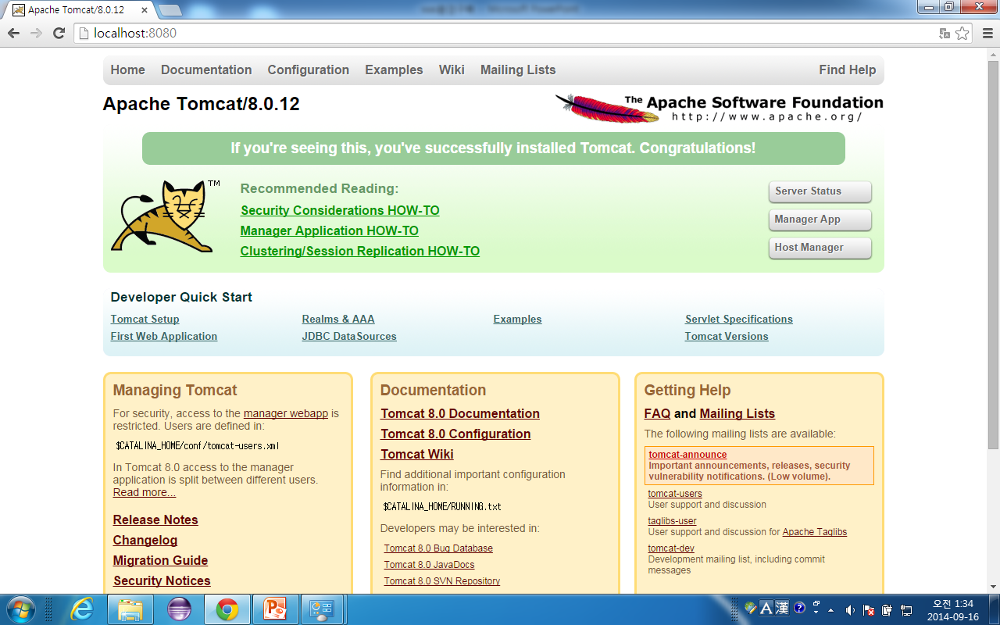 Apache Tomcat/8.0.12
localhost:8080
Home Documentation Configuration Examples Wiki Mailing Lists Find Help
Apache Tomcat/8.0.12
The Apache Software Foundation
http://www.apache.org/
If you're seeing this, you've successfully installed Tomcat. Congratulations!
TM
Recommended Reading:
Security Considerations HOW-TO
Manager Application HOW-TO
Clustering/Session Replication HOW-TO
Server Status
Manager App
Host Manager
Developer Quick Start
Tomcat Setup
First Web Application
Realms & AAA
JDBC DataSources
Examples
Servlet Specifications
Tomcat Versions
Managing Tomcat
For security, access to the manager webapp is
restricted. Users are defined in:
$CATALINA_HOME/conf/tomcat-users.xml
In Tomcat 8.0 access to the manager
application is split between different users.
Read more...
Release Notes
Changelog
Migration Guide
Security Notices
Documentation
Tomcat 8.0 Documentation
Tomcat 8.0 Configuration
Tomcat Wiki
Find additional important configuration
information in:
$CATALINA_HOME/RUNNING.txt
Developers may be interested in:
Tomcat 8.0 Bug Database
Tomcat 8.0 JavaDocs
Tomcat 8.0 SVN Repository
Getting Help
FAQ and Mailing Lists
The following mailing lists are available:
tomcat-announce
Important announcements, releases, security
vulnerability notifications. (Low volume).
tomcat-users
User support and discussion
taglibs-user
User support and discussion for Apache Taglibs
tomcat-dev
Development mailing list, including commit
messages
A 漢
오전 1:34
2014-09-16